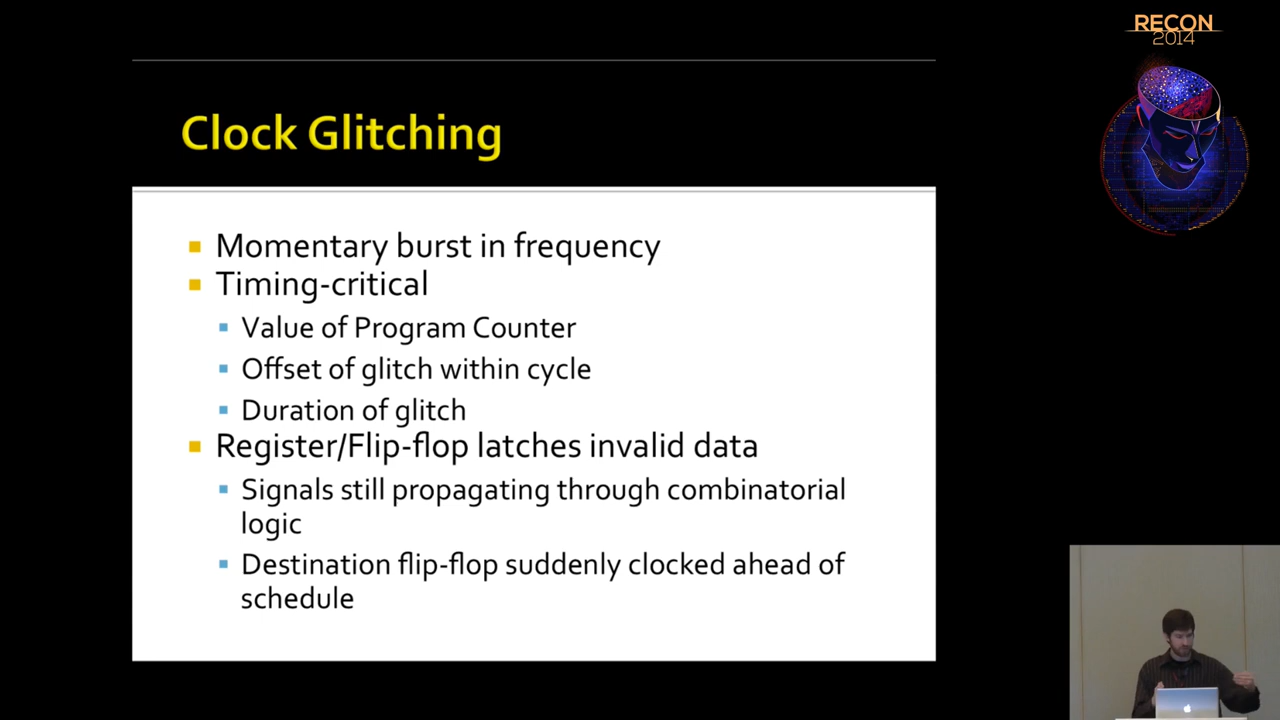 RECON
2014
Clock Glitching
Momentary burst in frequency
Timing-critical
Value of Program Counter
Offset of glitch within cycle
Duration of glitch
Register/Flip-flop latches invalid data
Signals still propagating through combinatorial
logic
Destination flip-flop suddenly clocked ahead of
schedule